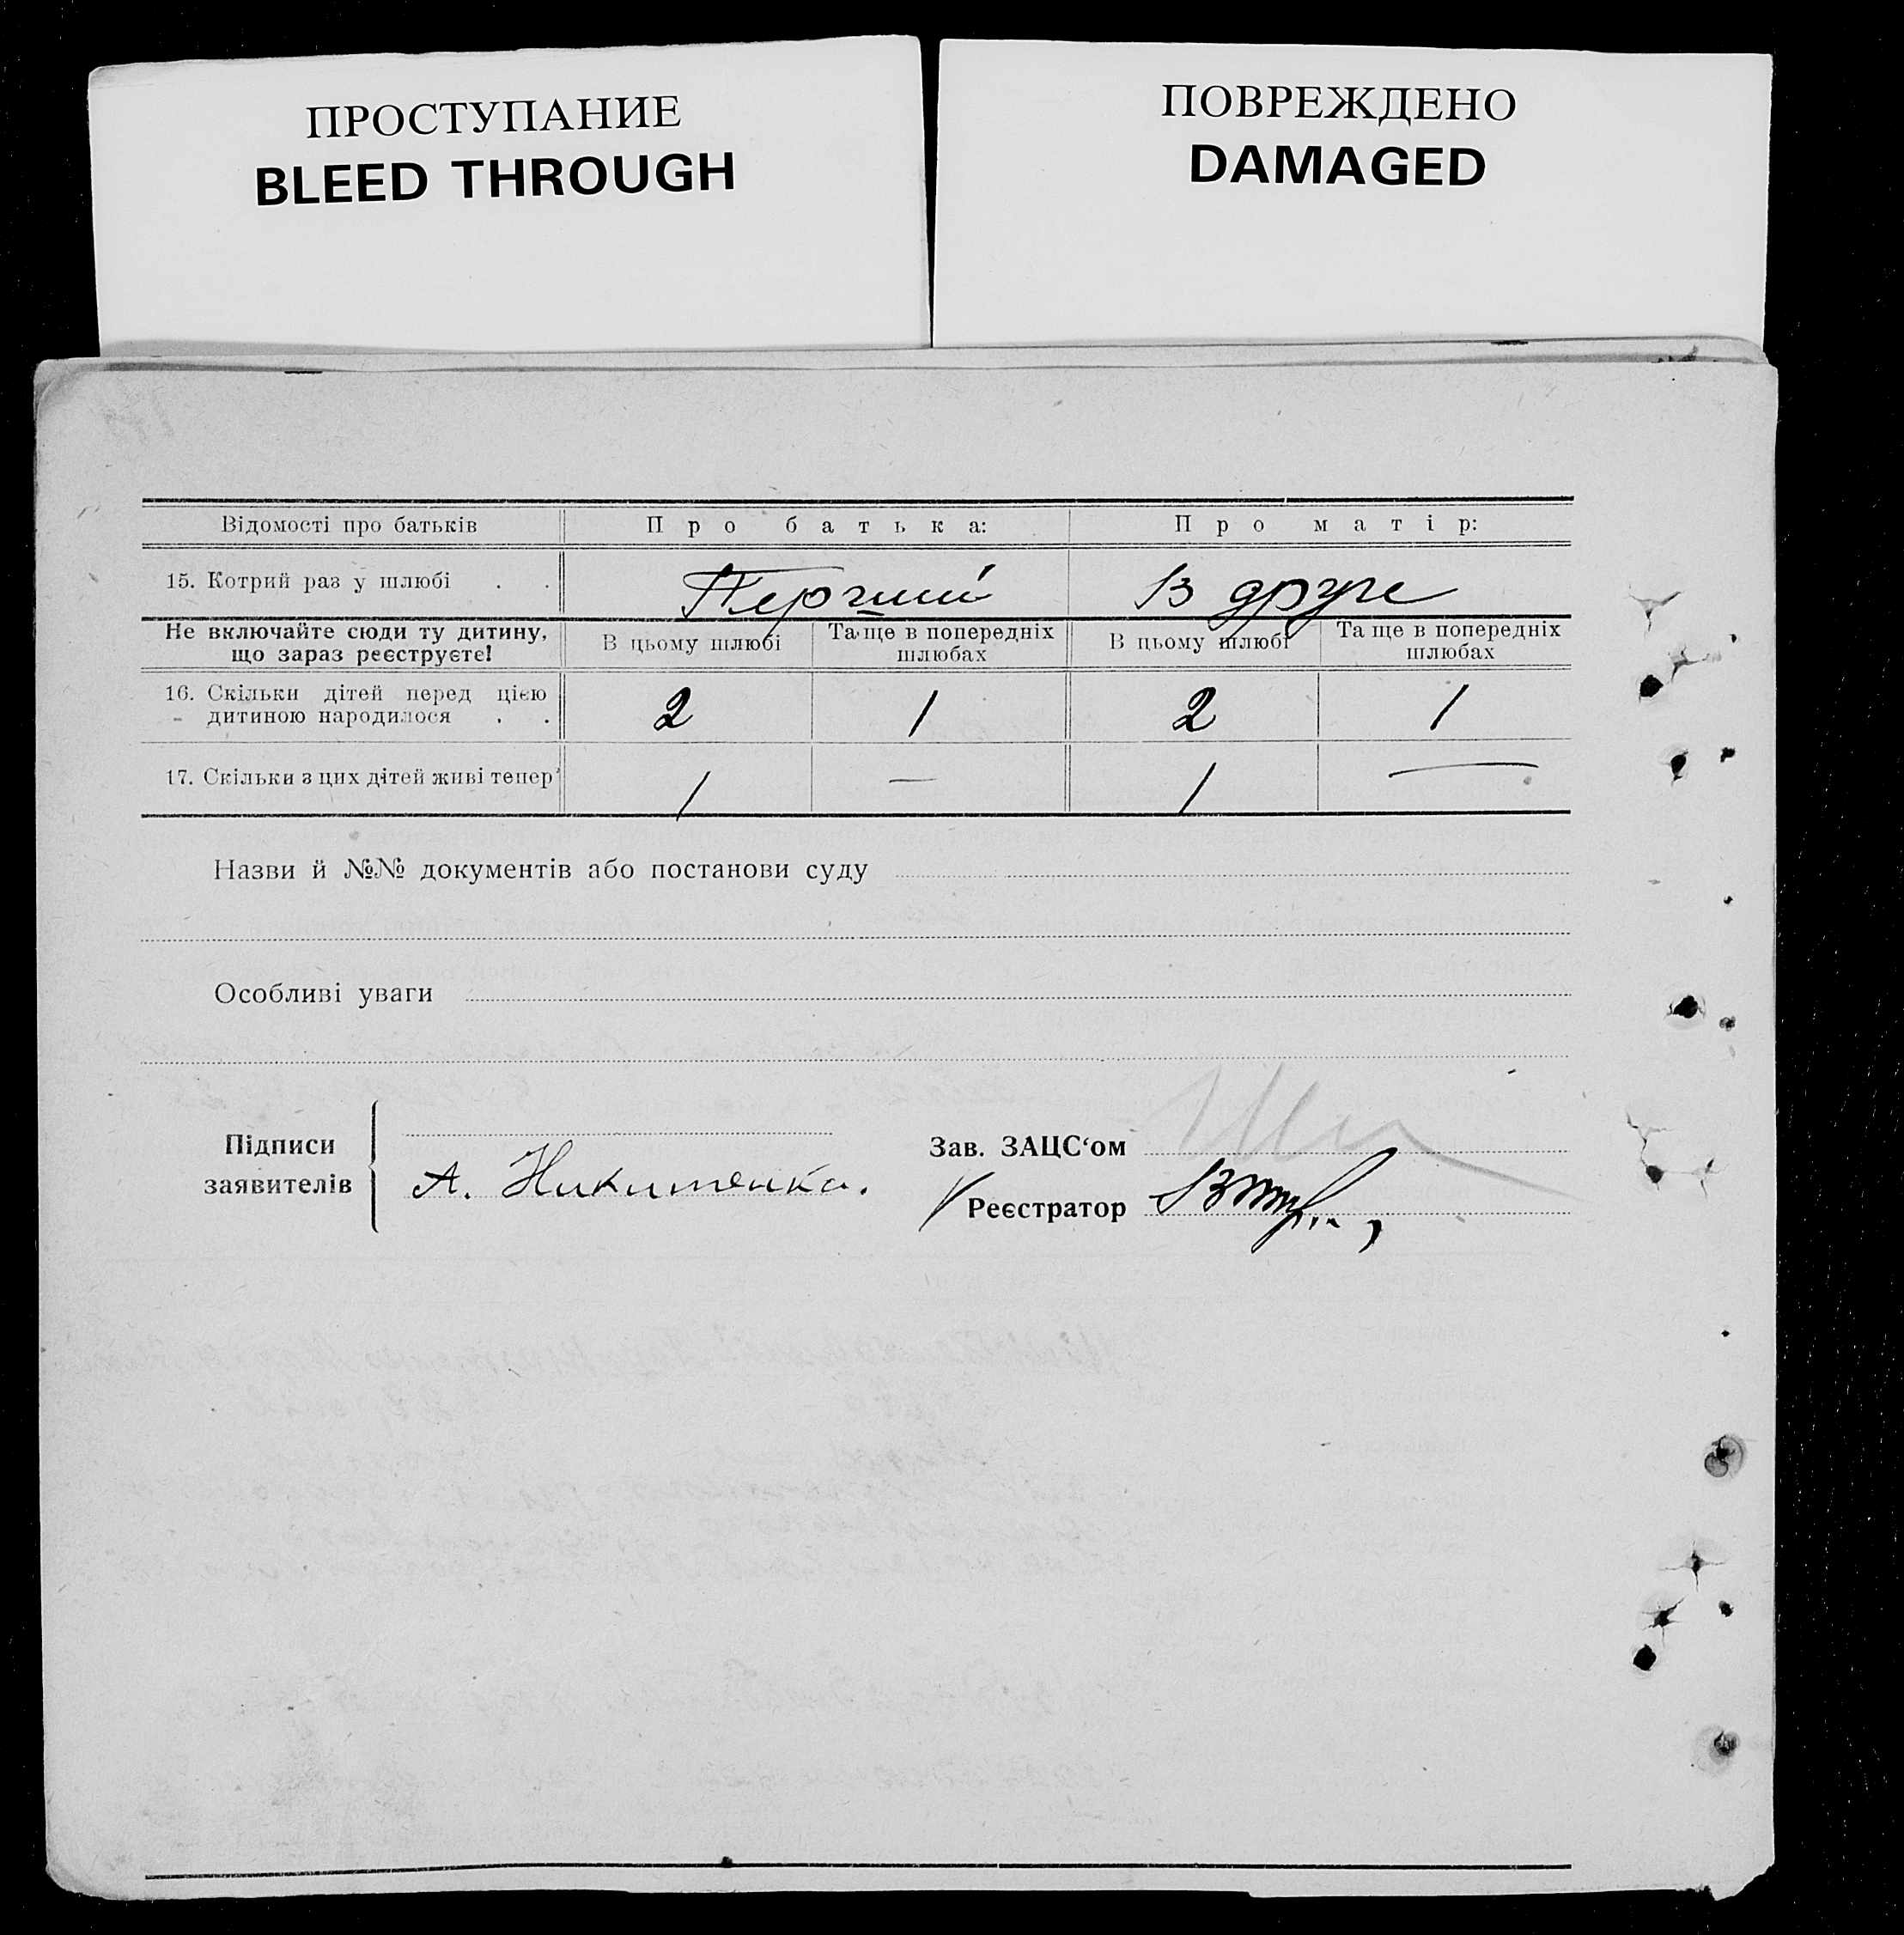 ПРОСТУПАНИЕ
BLEED THROUGH
ПОВРЕЖДЕНО
DAMAGED
Відомості про батьків Про батька: Про матір:
15. Котрий раз у шлюбі . . Перший В друге
Не включайте сюди ту дитину, що зараз реєструєте! В цьому шлюбі Та ще в попередніх шлюбах В цьому шлюбі Та ще в попередніх шлюбах
16. Скільки дітей перед цією
дитиною народилося . . 2 1 2 1
17. Скільки з цих дітей живі тепер 1 — 1 —
Назви й №№ документів або постанови суду
Особливі уваги
Підписи
заявителів
А. Никитенко.
Зав. ЗАЦС‘ом
Реєстратор